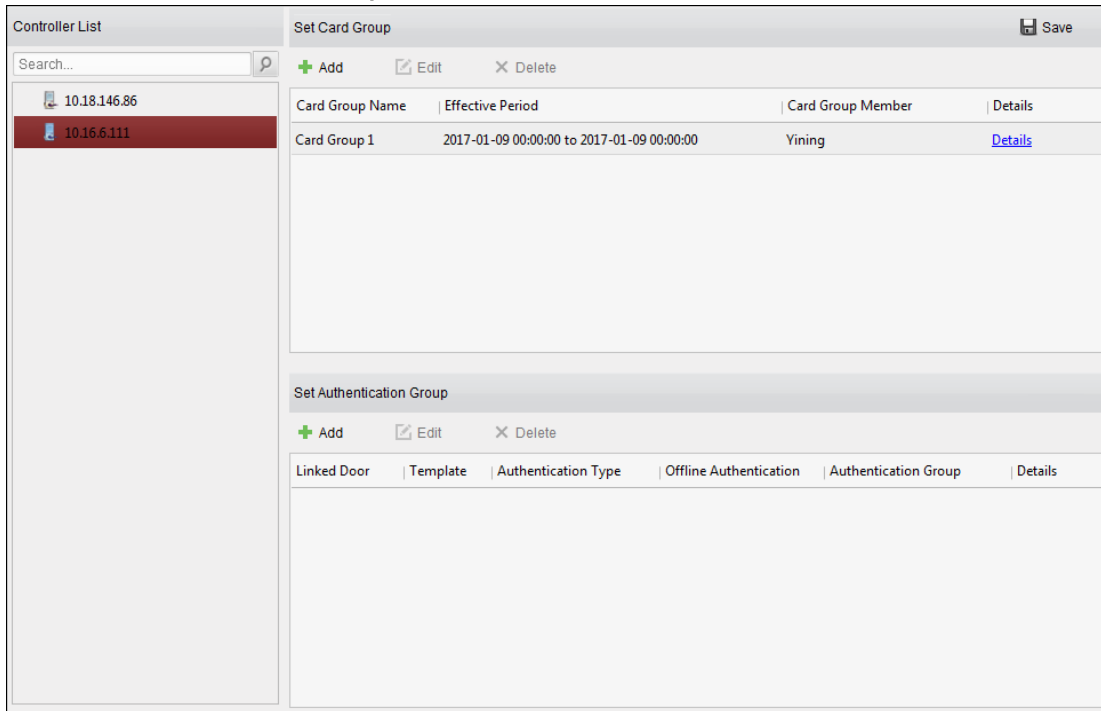 Controller List
Search...
10.18.146.86
10.16.6.111
Set Card Group
Save
Add Edit Delete
Card Group Name Effective Period Card Group Member Details
Card Group 1 2017-01-09 00:00:00 to 2017-01-09 00:00:00 Yining Details
Set Authentication Group
Add Edit Delete
Linked Door Template Authentication Type Offline Authentication Authentication Group Details